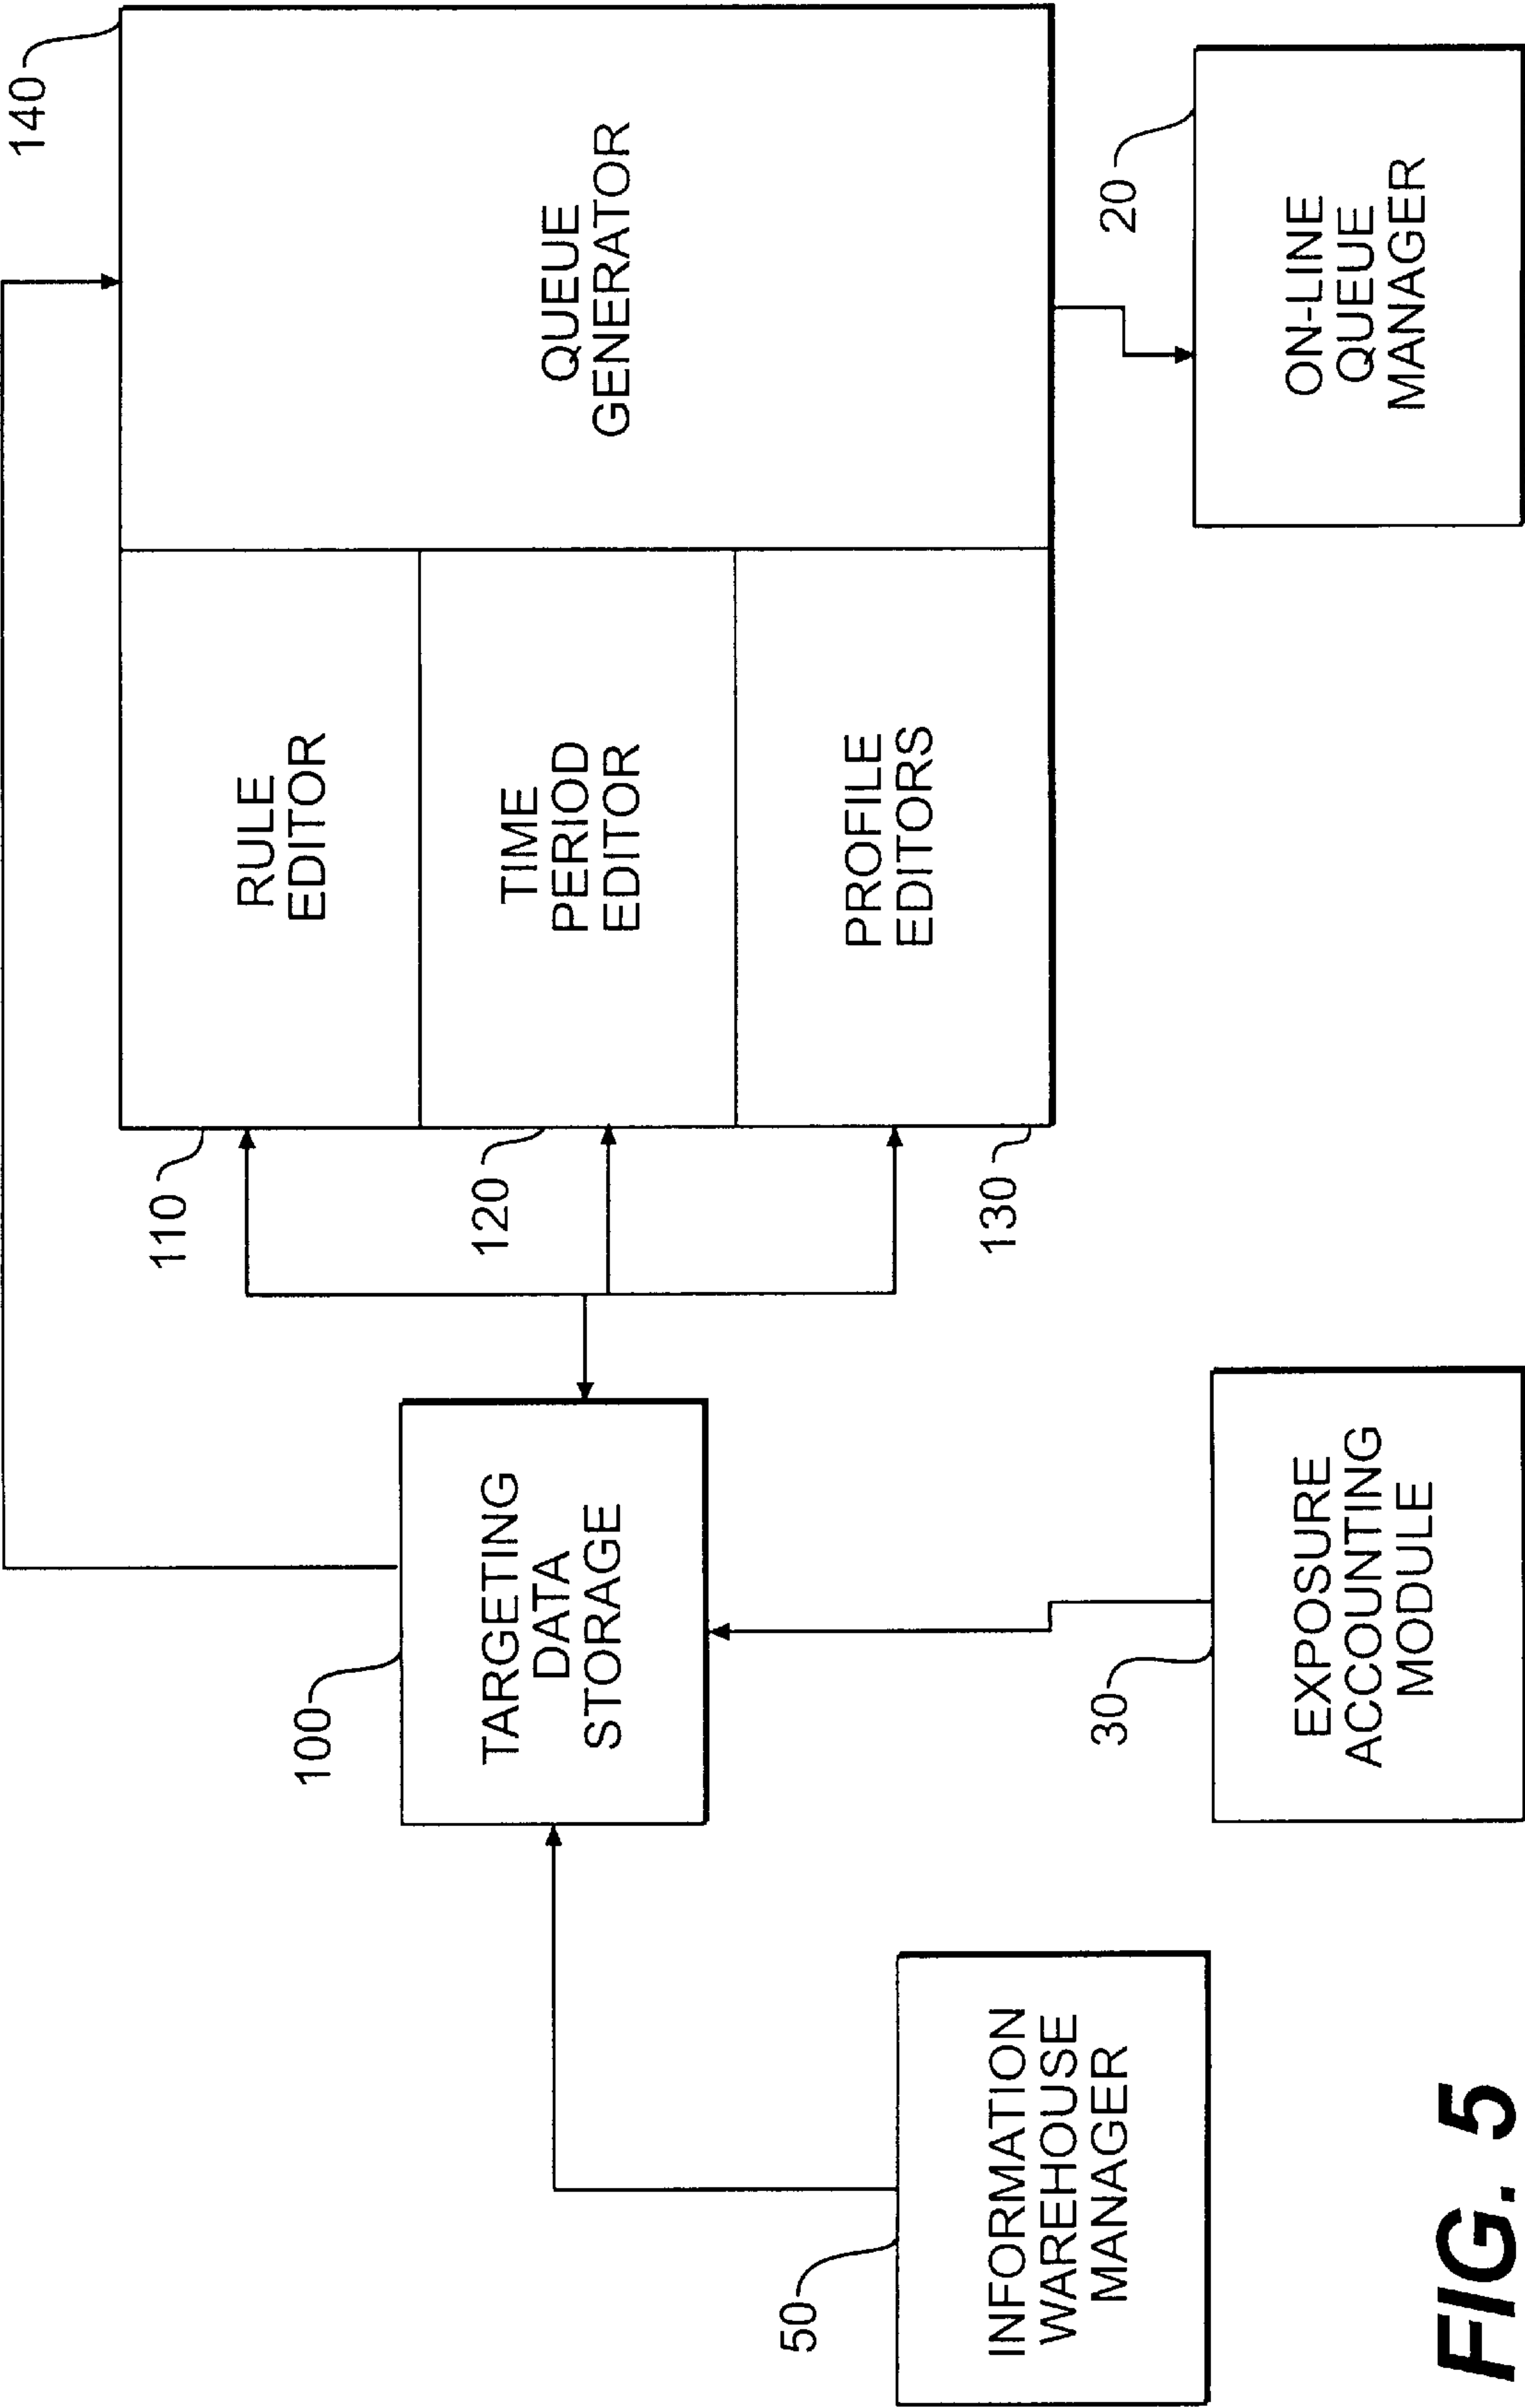 140
QUEUE
GENERATOR
RULE
EDITOR
TIME
PERIOD
EDITOR
PROFILE
EDITORS
110
120
130
20
ON-LINE
QUEUE
MANAGER
100
TARGETING
DATA
STORAGE
30
EXPOSURE
ACCOUNTING
MODULE
50
INFORMATION
WAREHOUSE
MANAGER
FIG. 5